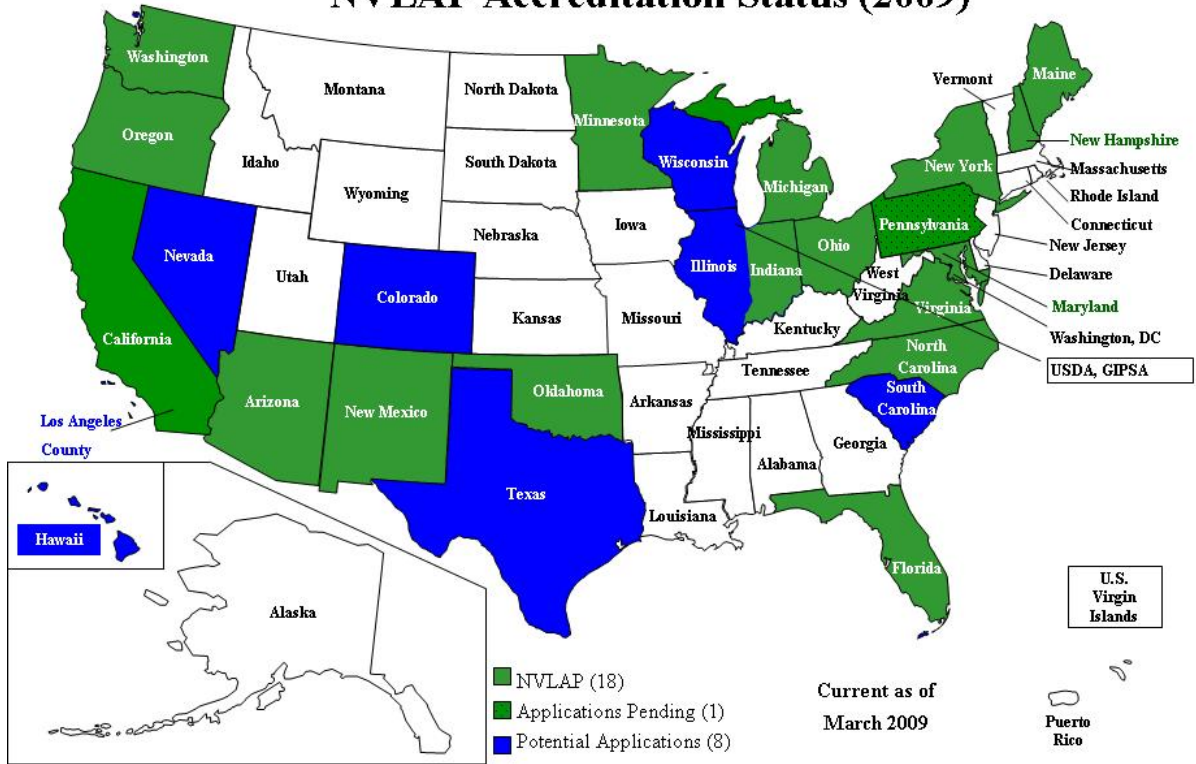 NVLAP Accreditation Status (2009)
Washington
Montana
North Dakota
Minnesota
Vermont
Maine
Oregon
Idaho
South Dakota
Wisconsin
Michigan
New York
New Hampshire
Massachusetts
Rhode Island
Connecticut
New Jersey
Delaware
Maryland
Washington, DC
USDA, GIPSA
Wyoming
Nebraska
Iowa
Pennsylvania
Nevada
Utah
Colorado
Illinois
Indiana
Ohio
West
Virginia
Virginia
California
Kansas
Missouri
Kentucky
North
Carolina
Tennessee
South
Carolina
Arizona
New Mexico
Oklahoma
Arkansas
Los Angeles
County
Mississippi
Alabama
Georgia
Texas
Louisiana
Florida
Hawaii
Alaska
U.S.
Virgin
Islands
Puerto
Rico
NVLAP (18)
Applications Pending (1)
Potential Applications (8)
Current as of
March 2009